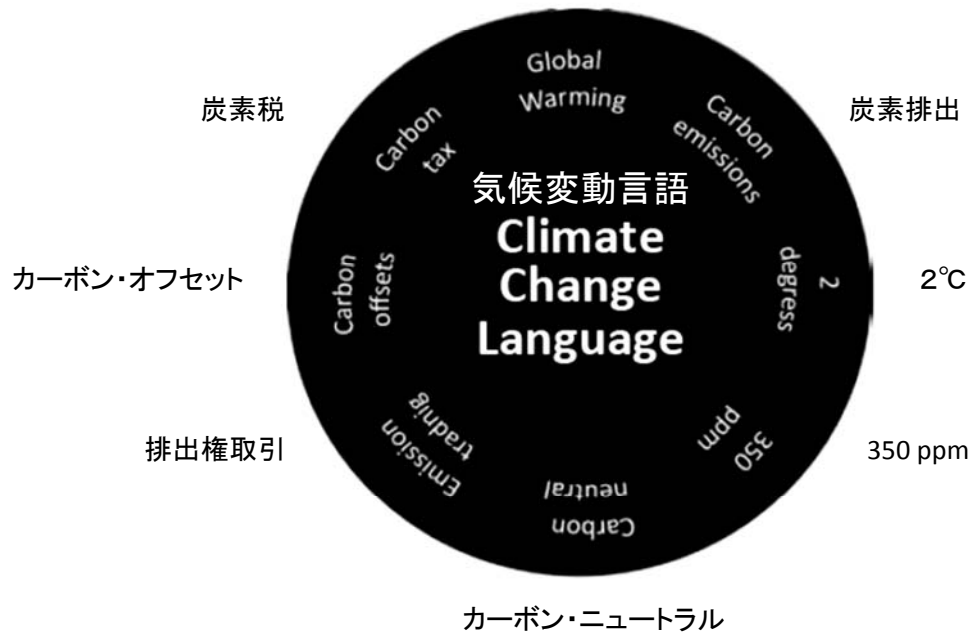 Global
Warming
炭素税
Carbon
tax
Carbon
emissions
炭素排出
気候変動言語
Climate
Change
Language
カーボン・オフセット
Carbon
offsets
2
degress
2℃
排出権取引
Emission
tradnig
350
ppm
350 ppm
Carbon
neutral
カーボン・ニュートラル